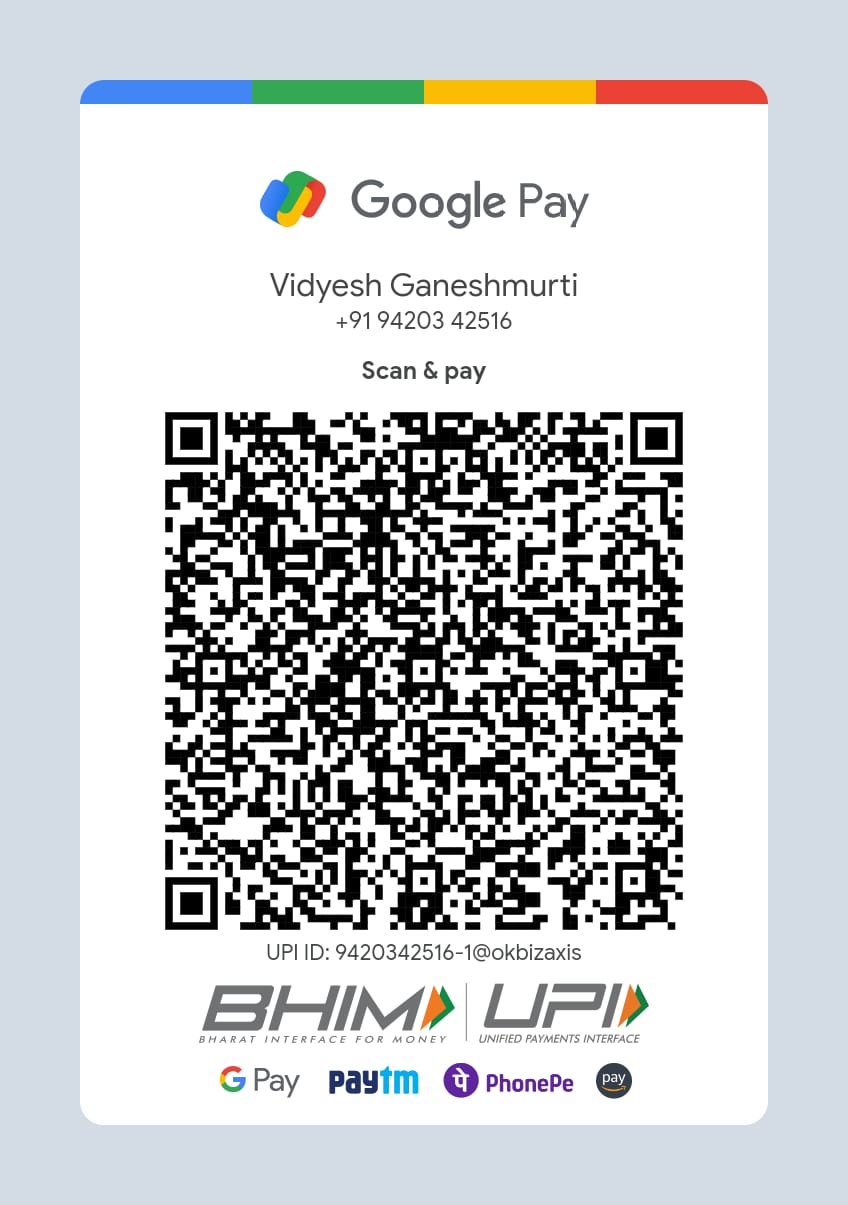 Google Pay
Vidyesh Ganeshmurti
+91 94203 42516
Scan & pay
UPI ID: 9420342516-1@okbizaxis
BHIM UPI
BHARAT INTERFACE FOR MONEY UNIFIED PAYMENTS INTERFACE
G Pay paytm पे PhonePe pay